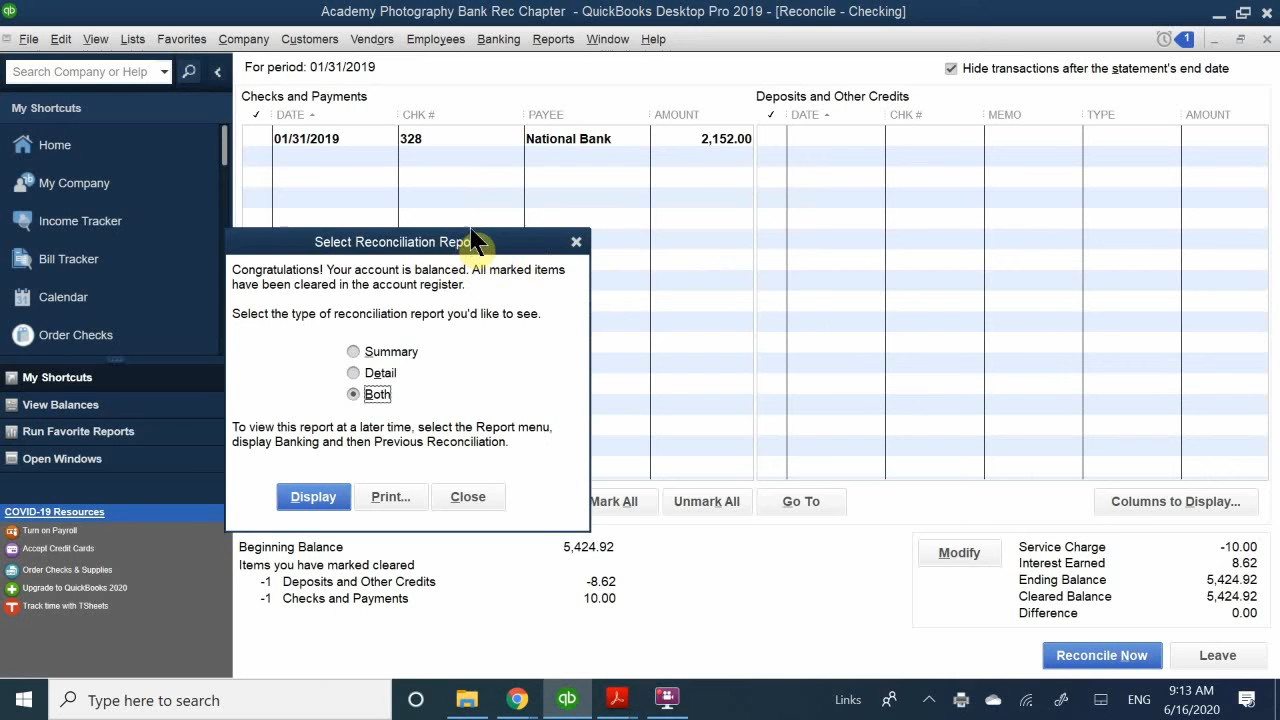 Academy Photography Bank Rec Chapter - QuickBooks Desktop Pro 2019 - [Reconcile - Checking]
File Edit View Lists Favorites Company Customers Vendors Employees Banking Reports Window Help
1
Search Company or Help
My Shortcuts
Home
My Company
Income Tracker
Bill Tracker
Calendar
Order Checks
My Shortcuts
View Balances
Run Favorite Reports
Open Windows
COVID-19 Resources
Turn on Payroll
Accept Credit Cards
Order Checks & Supplies
Upgrade to QuickBooks 2020
Track time with TSheets
For period: 01/31/2019
Hide transactions after the statement's end date
Checks and Payments
✓ DATE CHK # PAYEE AMOUNT
01/31/2019 328 National Bank 2,152.00
Deposits and Other Credits
✓ DATE CHK # MEMO TYPE AMOUNT
Select Reconciliation
Congratulations! Your account is balanced. All marked items
have been cleared in the account register.
Select the type of reconciliation report you'd like to see.
Summary
Detail
Both
To view this report at a later time, select the Report menu,
display Banking and then Previous Reconciliation.
Display Print... Close
Mark All Unmark All Go To Columns to Display...
Beginning Balance 5,424.92
Items you have marked cleared
-1 Deposits and Other Credits -8.62
-1 Checks and Payments 10.00
Modify
Service Charge -10.00
Interest Earned 8.62
Ending Balance 5,424.92
Cleared Balance 5,424.92
Difference 0.00
Reconcile Now Leave
Type here to search
qb
Links
ENG
9:13 AM
6/16/2020